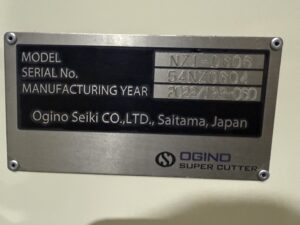 MODEL
SERIAL No.
MANUFACTURING YEAR
Ogino Seiki CO.,LTD., Saitama, Japan
OGINO
SUPER CUTTER